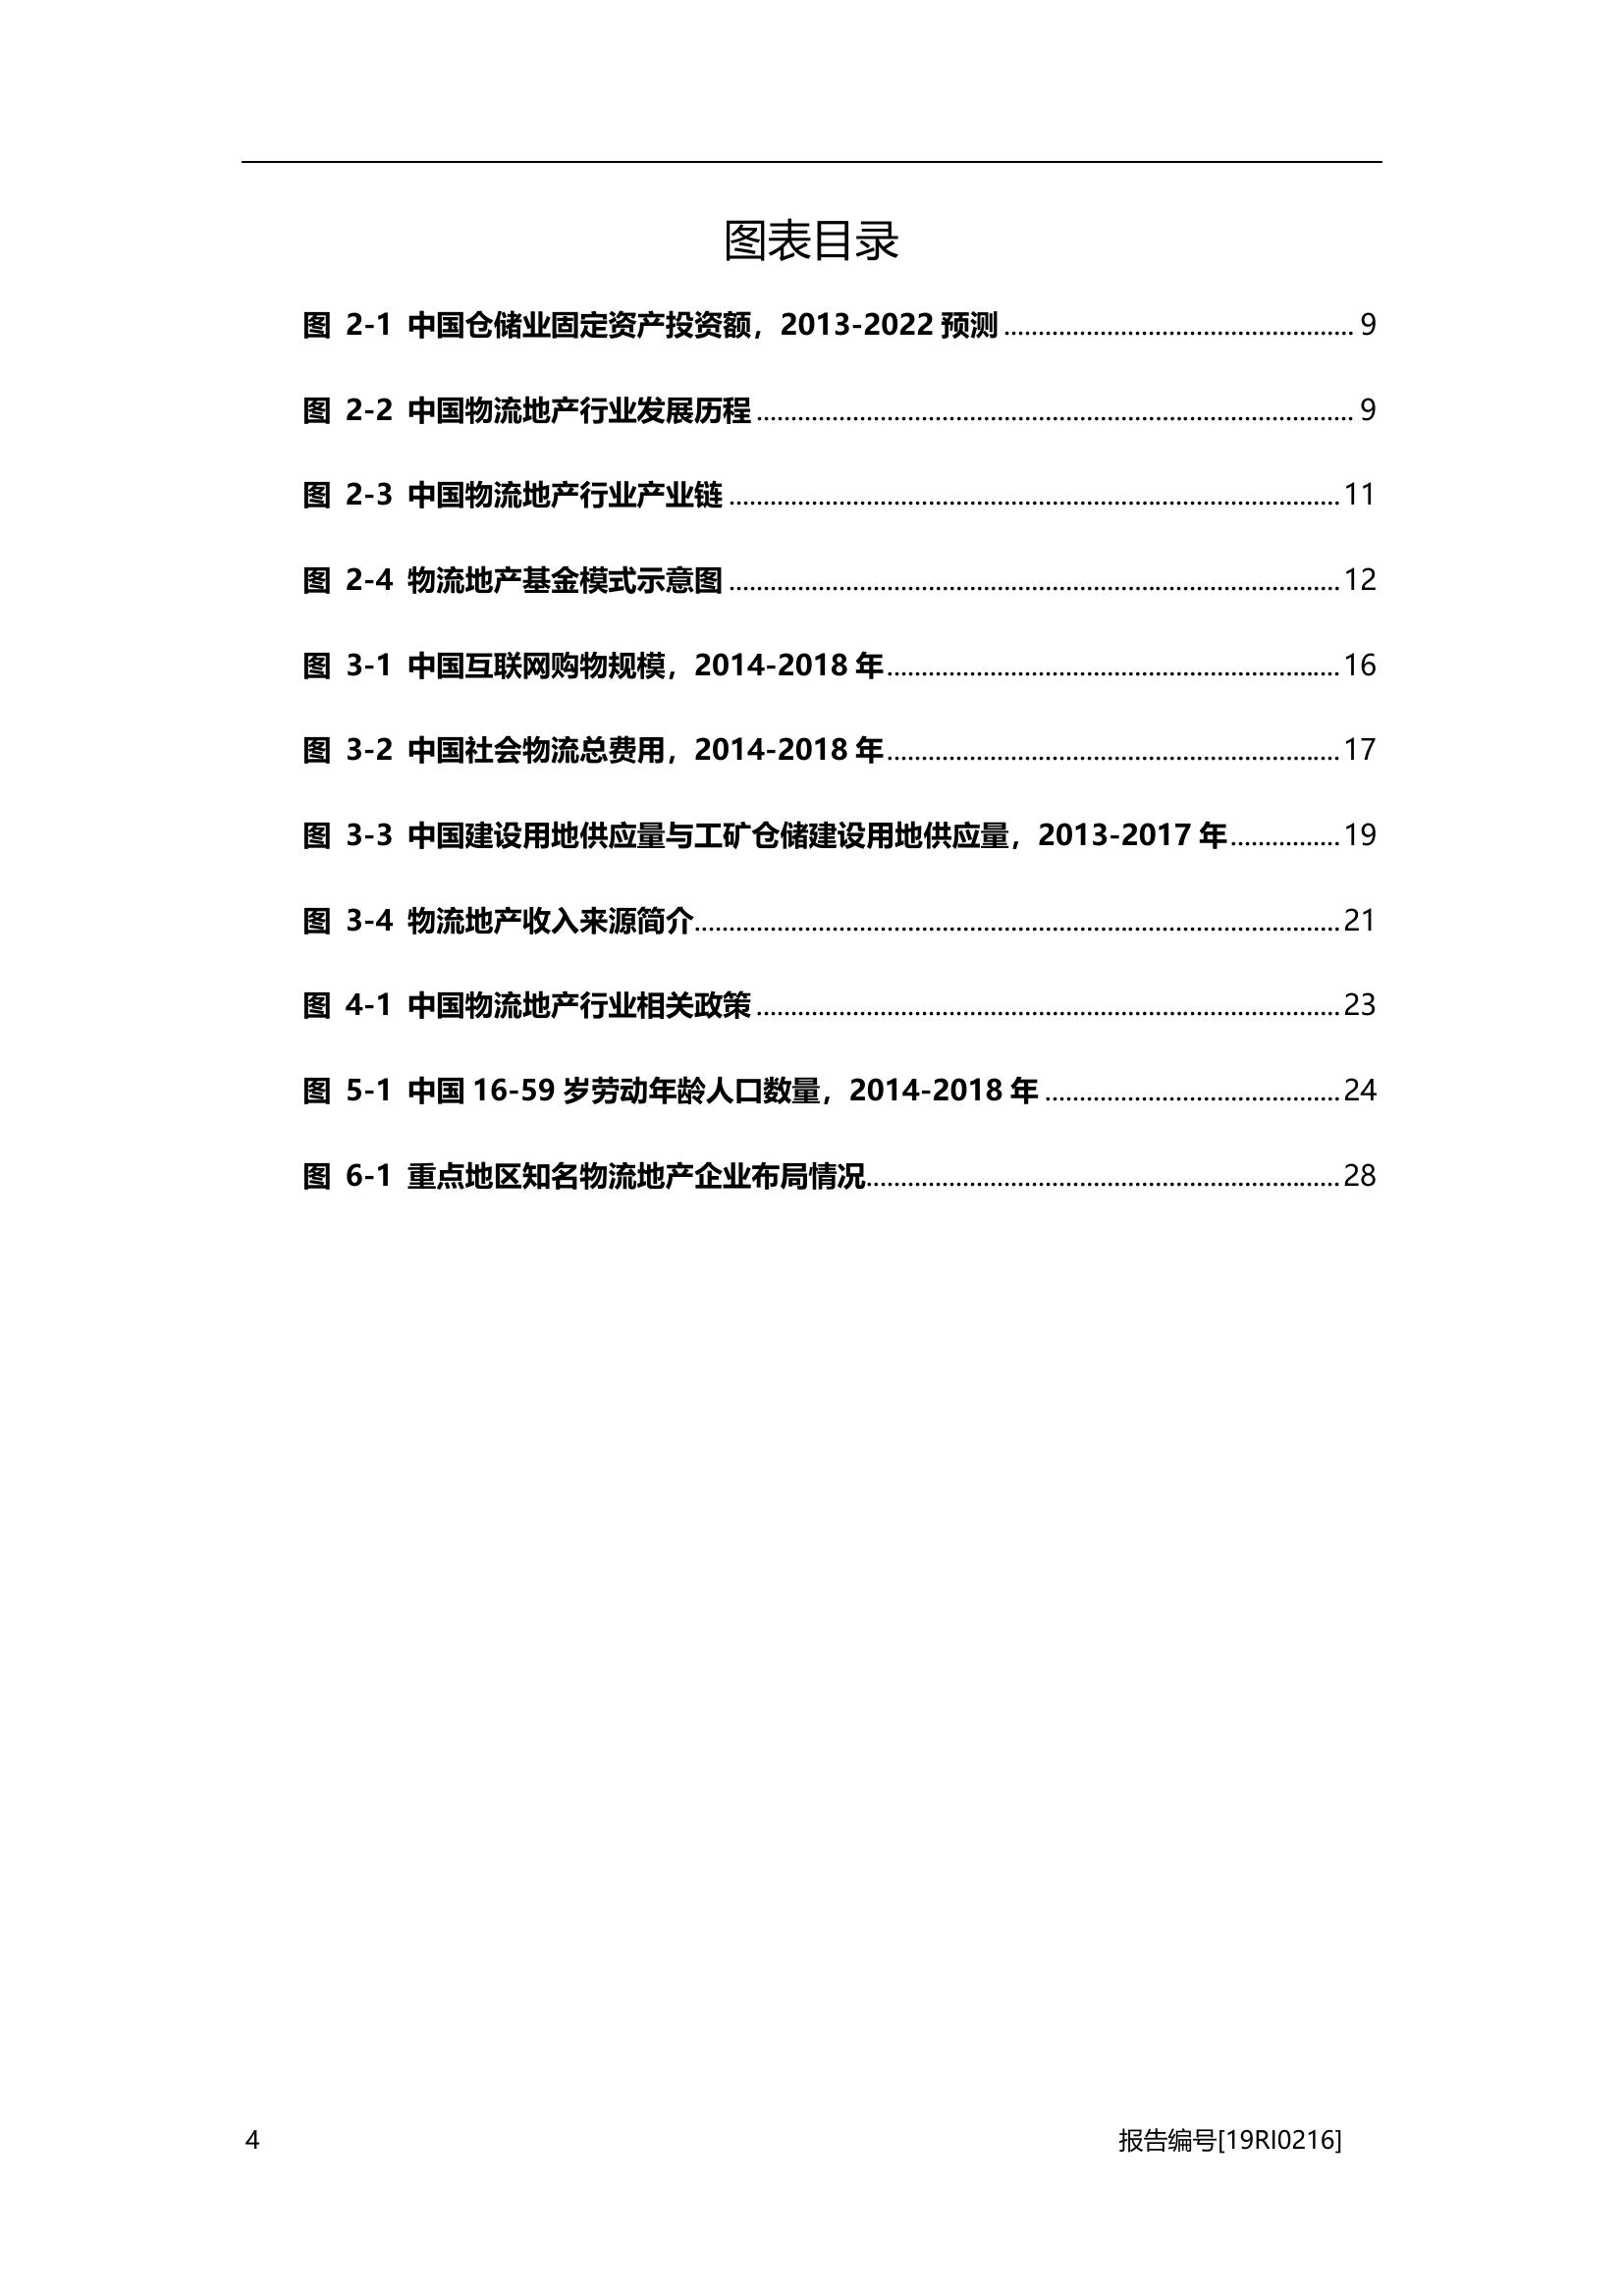 图表目录
图 2-1 中国仓储业固定资产投资额，2013-2022 预测 ........ 9
图 2-2 中国物流地产行业发展历程 ........ 9
图 2-3 中国物流地产行业产业链 ........ 11
图 2-4 物流地产基金模式示意图 ........ 12
图 3-1 中国互联网购物规模，2014-2018 年 ........ 16
图 3-2 中国社会物流总费用，2014-2018 年 ........ 17
图 3-3 中国建设用地供应量与工矿仓储建设用地供应量，2013-2017 年 ........ 19
图 3-4 物流地产收入来源简介 ........ 21
图 4-1 中国物流地产行业相关政策 ........ 23
图 5-1 中国 16-59 岁劳动年龄人口数量，2014-2018 年 ........ 24
图 6-1 重点地区知名物流地产企业布局情况 ........ 28
4 报告编号[19RI0216]